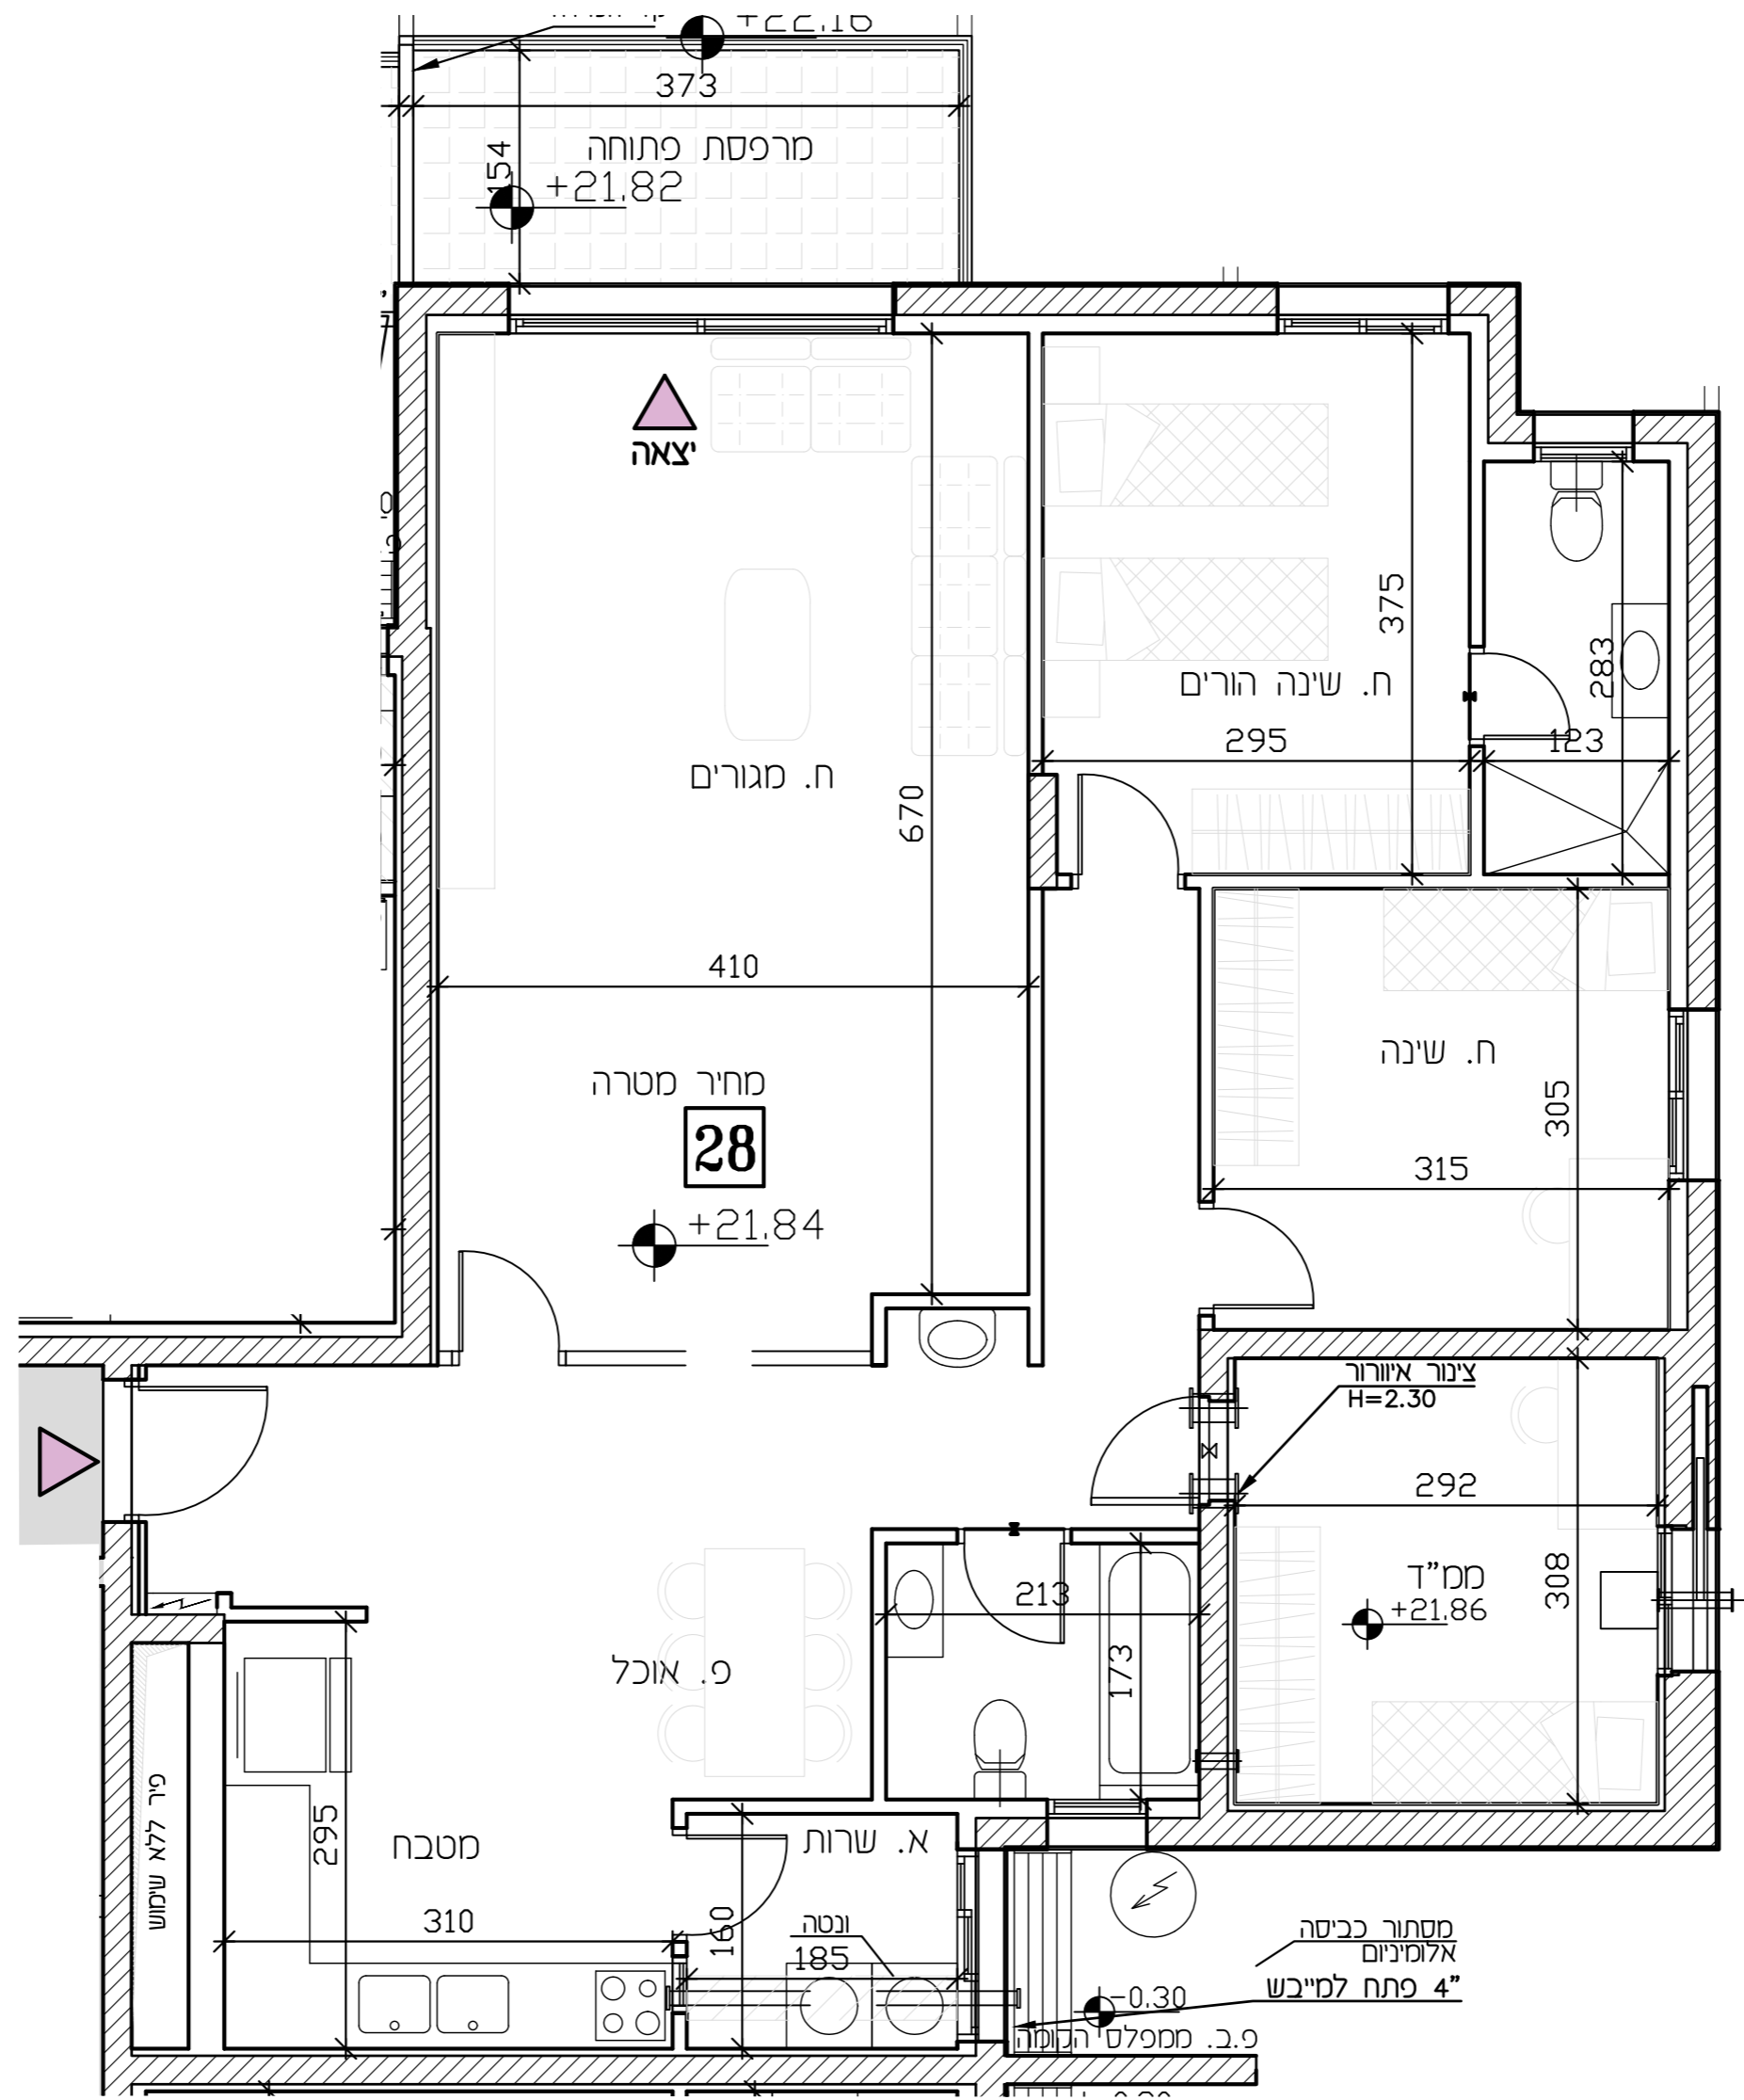 +22.16
373
מרפסת פתוחה
154
+21.82
יצאה
375
283
ח. שינה הורים
295
123
ח. מגורים
670
410
ח. שינה
מחיר מטרה
305
28
315
+21.84
צינור איוורור
H=2.30
292
ממ"ד
+21.86
308
213
173
פ. אוכל
פיר ללא שימוש
295
מטבח
א. שרות
310
160
ונטה
185
מסתור כביסה
אלומיניום
4" פתח למייבש
-0.30
פ.ב. ממפלס הקומה